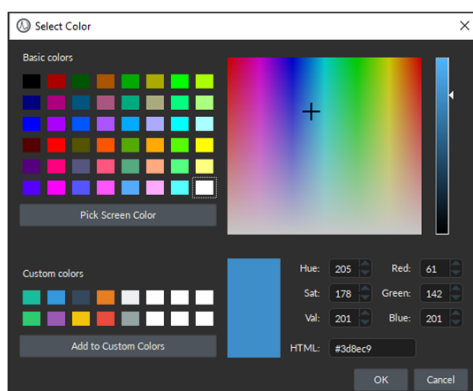 Select Color
Basic colors
Pick Screen Color
Custom colors
Add to Custom Colors
Hue: 205 Red: 61
Sat: 178 Green: 142
Val: 201 Blue: 201
HTML: #3d8ec9
OK Cancel